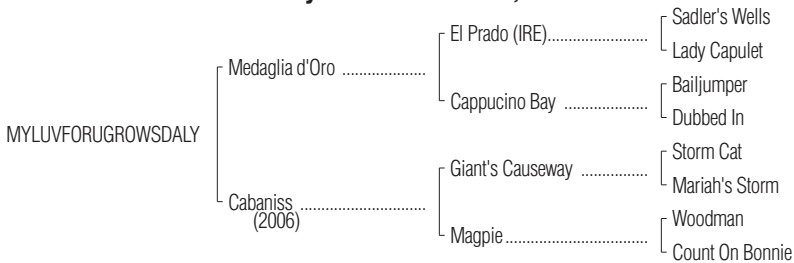 Sadler's Wells
El Prado (IRE)....................
Lady Capulet
Medaglia d'Oro ....................
Bailjumper
Cappucino Bay ....................
Dubbed In
MYLUVFORUGROWSDALY
Storm Cat
Giant's Causeway ................
Mariah's Storm
Cabaniss ..............................
(2006)
Woodman
Magpie..................................
Count On Bonnie